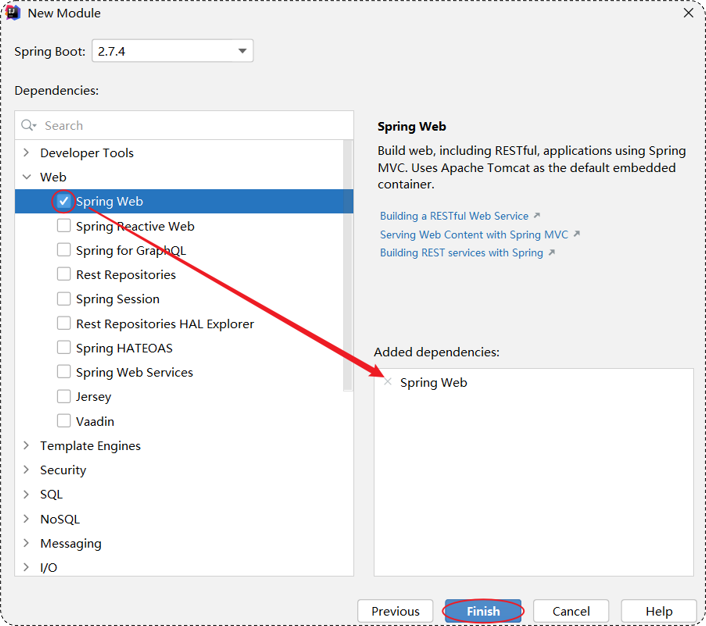 New Module
Spring Boot: 2.7.4
Dependencies:
Search
Developer Tools
Web
Spring Web
Spring Reactive Web
Spring for GraphQL
Rest Repositories
Spring Session
Rest Repositories HAL Explorer
Spring HATEOAS
Spring Web Services
Jersey
Vaadin
Template Engines
Security
SQL
NoSQL
Messaging
I/O
Spring Web
Build web, including RESTful, applications using Spring
MVC. Uses Apache Tomcat as the default embedded
container.
Building a RESTful Web Service
Serving Web Content with Spring MVC
Building REST services with Spring
Added dependencies:
Spring Web
Previous
Finish
Cancel
Help